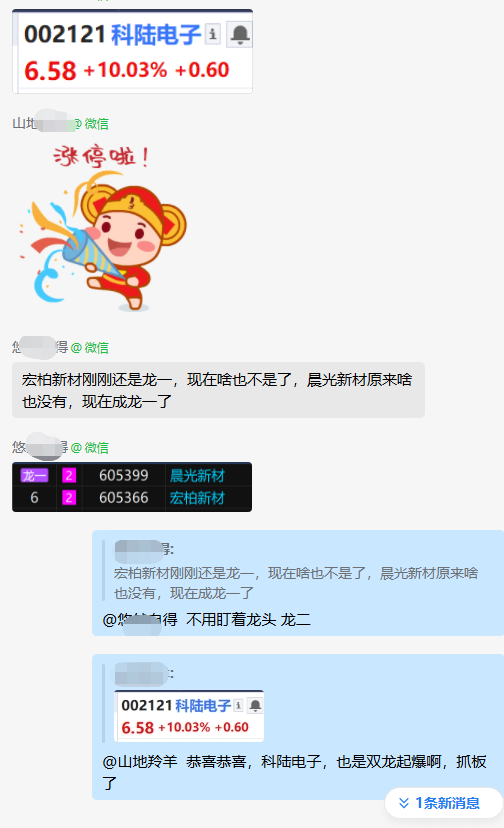 002121 科陆电子
6.58 +10.03% +0.60
山地 @微信
涨停啦！
悠 得 @微信
宏柏新材刚刚还是龙一，现在啥也不是了，晨光新材原来啥
也没有，现在成龙一了
悠 得 @微信
龙一 2 605399 晨光新材
6 2 605366 宏柏新材
得:
宏柏新材刚刚还是龙一，现在啥也不是了，晨光新材原来啥
也没有，现在成龙一了
@悠 自得 不用盯着龙头 龙二
002121 科陆电子
6.58 +10.03% +0.60
@山地羚羊 恭喜恭喜，科陆电子，也是双龙起爆啊，抓板
了
1条新消息